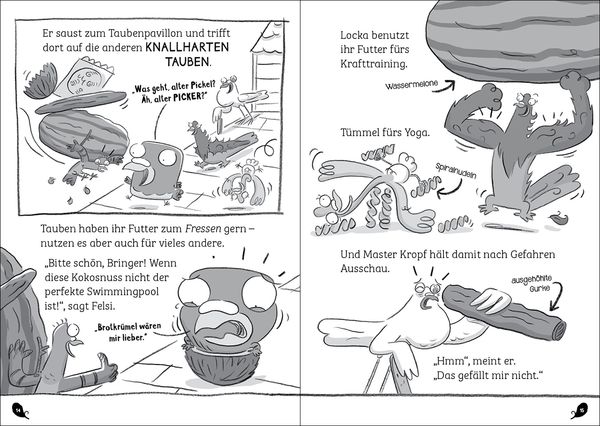 Er saust zum Taubenpavillon und trifft
dort auf die anderen KNALLHARTEN
TAUBEN.
„Was geht, alter Pickel?
Äh, alter PICKER?“
Tauben haben ihr Futter zum Fressen gern –
nutzen es aber auch für vieles andere.
„Bitte schön, Bringer! Wenn
diese Kokosnuss nicht der
perfekte Swimmingpool
ist!“, sagt Felsi.
„Brotkrümel wären
mir lieber.“
14
Locka benutzt
ihr Futter fürs
Krafttraining.
Wassermelone
Tümmel fürs Yoga.
Spiralnudeln
Und Master Kropf hält damit nach Gefahren
Ausschau.
ausgehöhlte
Gurke
„Hmm“, meint er.
„Das gefällt mir nicht.“
15